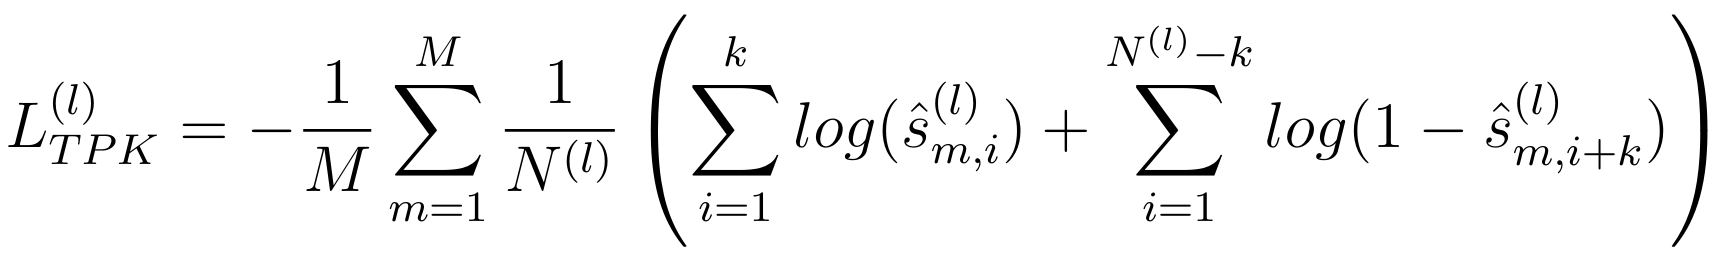 L_{TPK}^{(l)} = -\frac{1}{M} \sum_{m=1}^{M} \frac{1}{N^{(l)}} \left( \sum_{i=1}^{k} log(\hat{s}_{m,i}^{(l)}) + \sum_{i=1}^{N^{(l)}-k} log(1 - \hat{s}_{m,i+k}^{(l)}) \right)